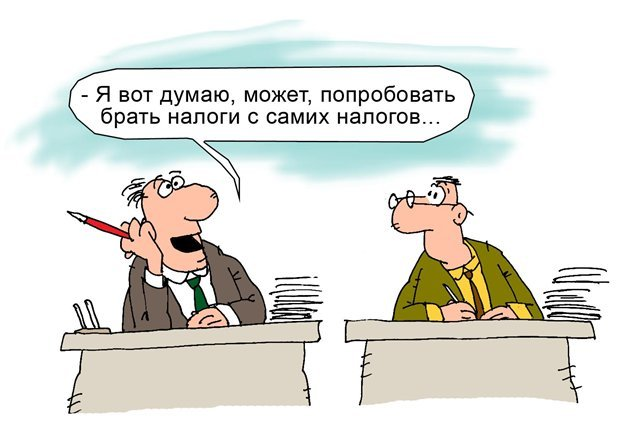 - Я вот думаю, может, попробовать
брать налоги с самих налогов...